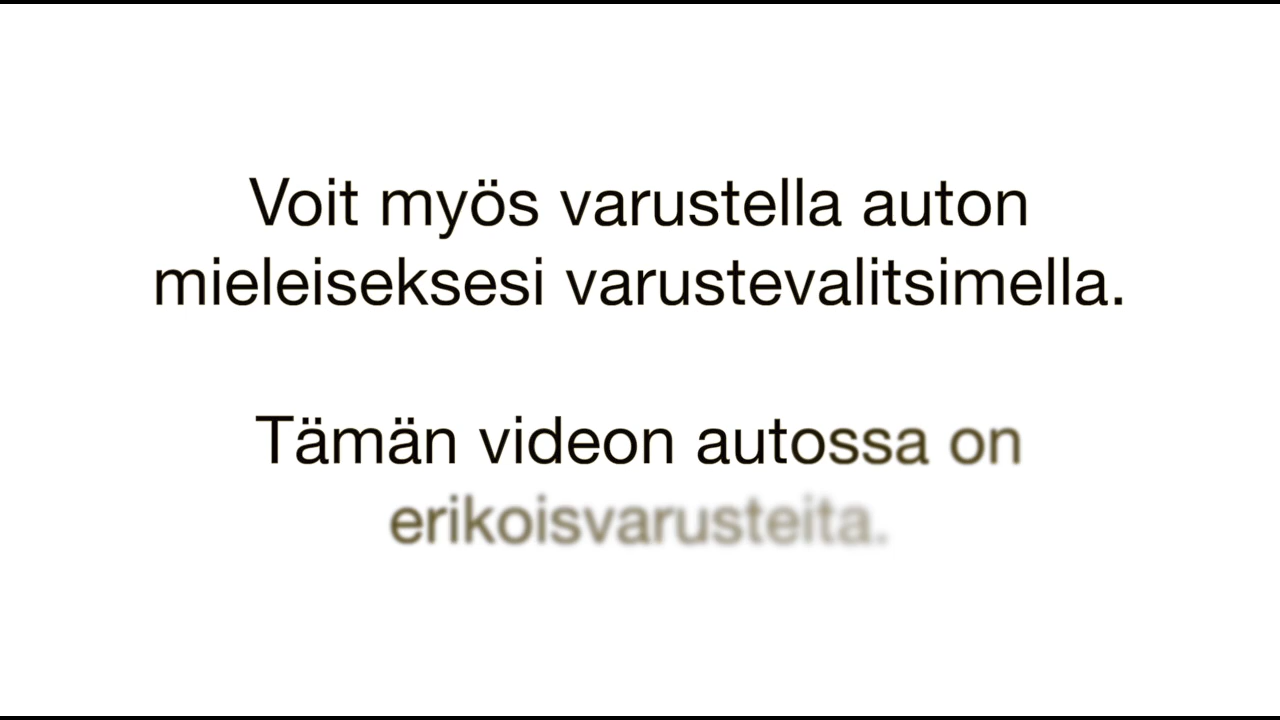 Voit myös varustella auton
mieleiseksesi varustevalitsimella.
Tämän videon autossa on
erikoisvarusteita.